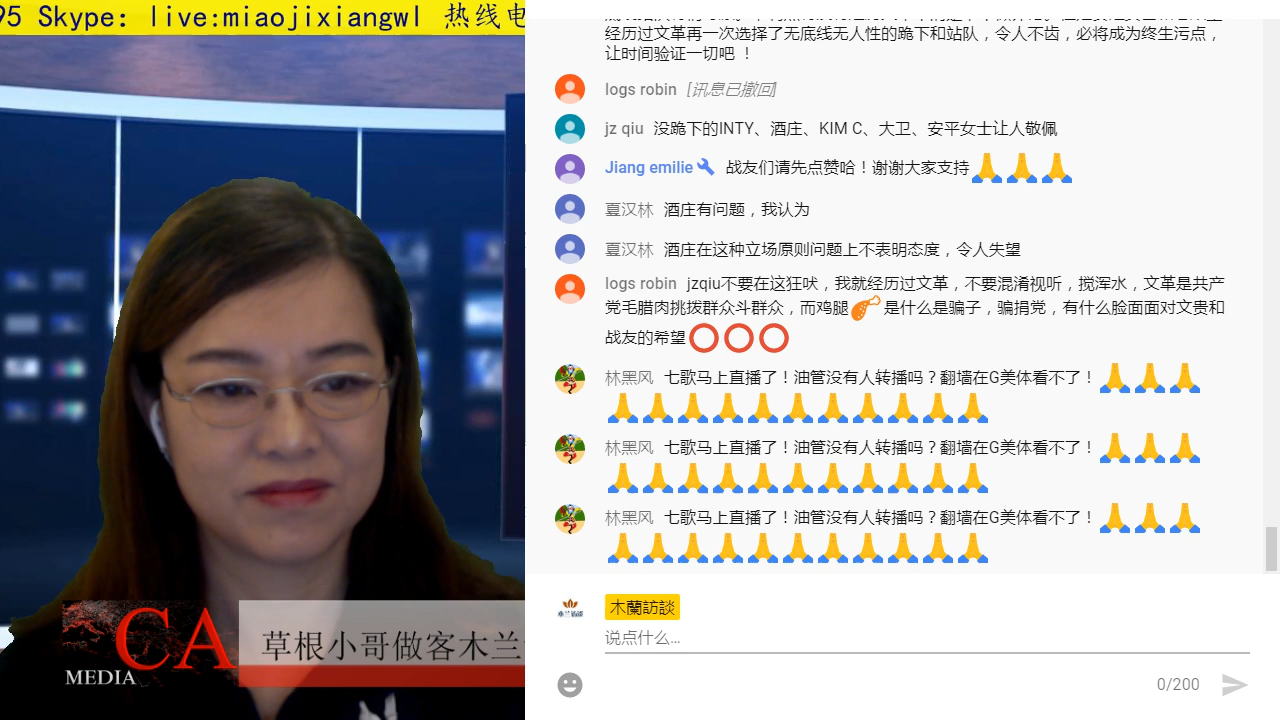 95 Skype: live:miaojixiangwl 热线电
经历过文革再一次选择了无底线无人性的跪下和站队，令人不齿，必将成为终生污点，
让时间验证一切吧 ！
logs robin [讯息已撤回]
jz qiu 没跪下的INTY、酒庄、KIM C、大卫、安平女士让人敬佩
Jiang emilie 战友们请先点赞哈！谢谢大家支持🙏🙏🙏
夏汉林 酒庄有问题，我认为
夏汉林 酒庄在这种立场原则问题上不表明态度，令人失望
logs robin jzqiu不要在这狂吠，我就经历过文革，不要混淆视听，搅浑水，文革是共产
党毛腊肉挑拨群众斗群众，而鸡腿🍗是什么是骗子，骗捐党，有什么脸面面对文贵和
战友的希望⭕⭕⭕
林黑风 七歌马上直播了！油管没有人转播吗？翻墙在G美体看不了！🙏🙏🙏
🙏🙏🙏🙏🙏🙏🙏🙏🙏🙏🙏
林黑风 七歌马上直播了！油管没有人转播吗？翻墙在G美体看不了！🙏🙏🙏
🙏🙏🙏🙏🙏🙏🙏🙏🙏🙏🙏
林黑风 七歌马上直播了！油管没有人转播吗？翻墙在G美体看不了！🙏🙏🙏
🙏🙏🙏🙏🙏🙏🙏🙏🙏🙏🙏
木蘭訪談
说点什么...
0/200
CA
MEDIA
草根小哥做客木兰